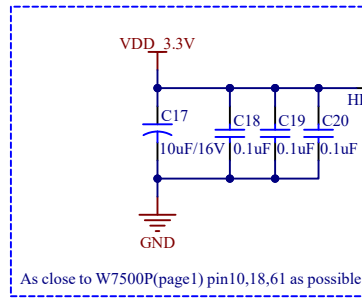 VDD_3.3V
C17
C18
C19
C20
10uF/16V
0.1uF
0.1uF
0.1uF
GND
As close to W7500P(page1) pin10,18,61 as possible